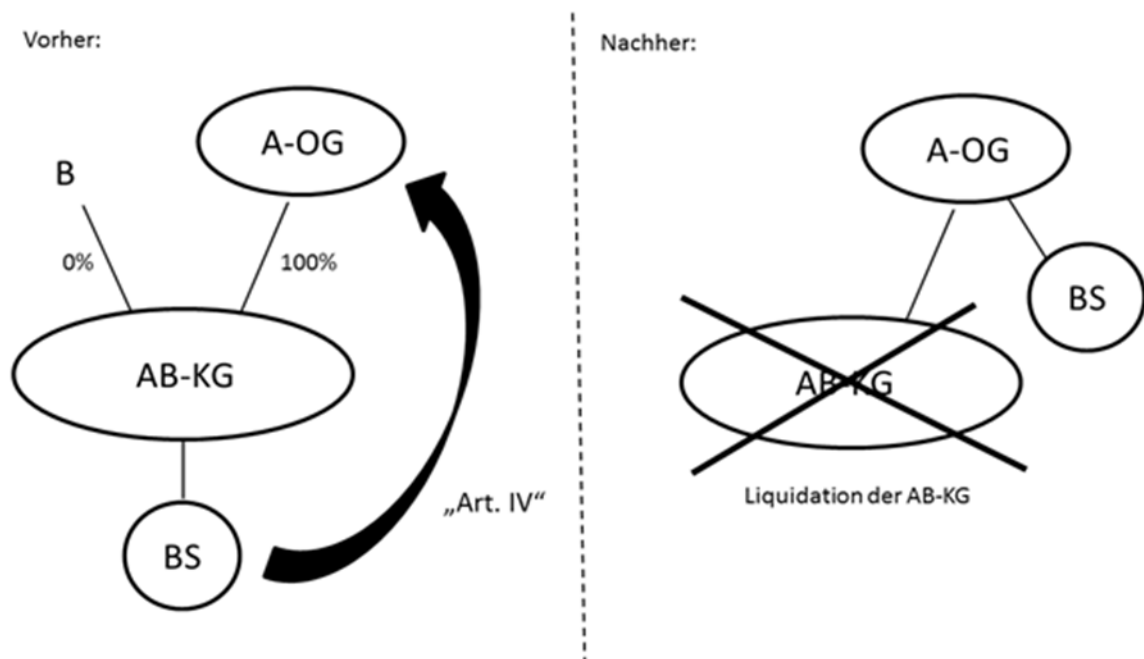 Vorher:
A-OG
B
0%
100%
AB-KG
„Art. IV“
BS
Nachher:
A-OG
BS
AB-KG
Liquidation der AB-KG